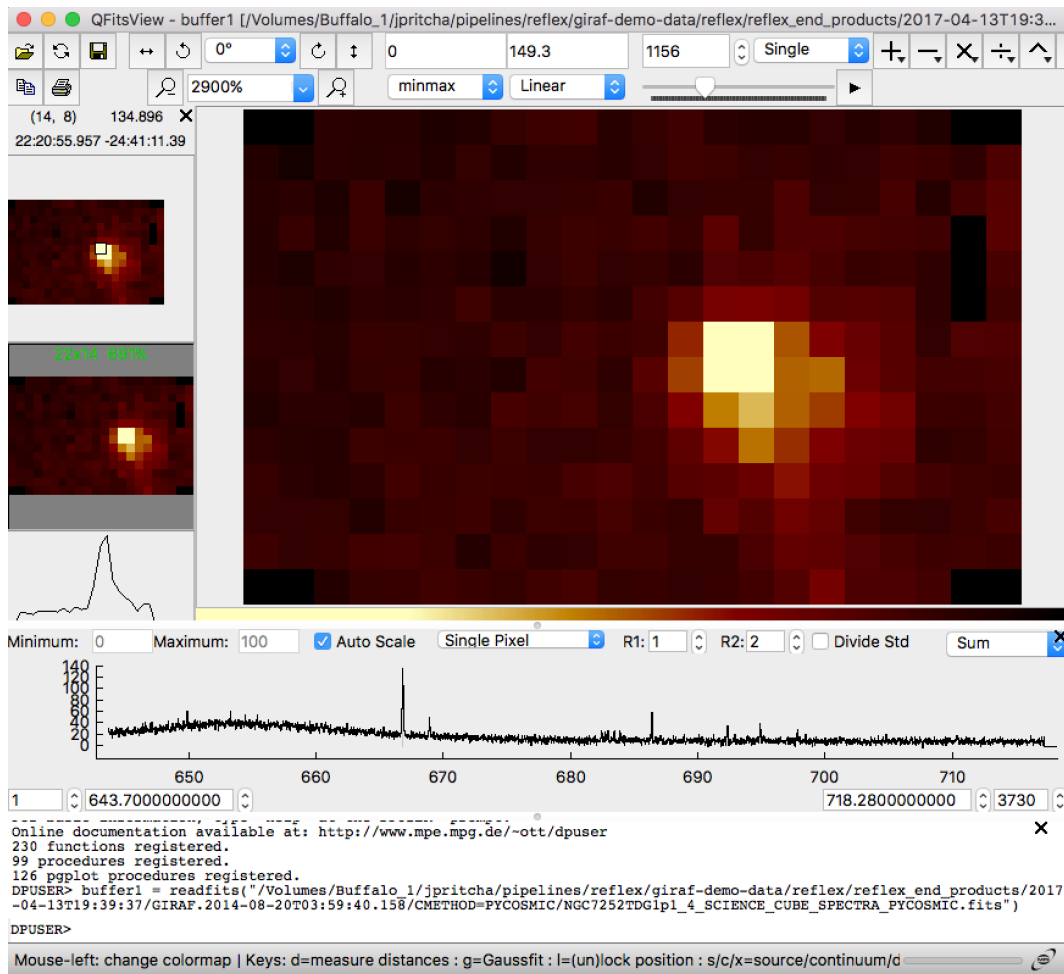 QFitsView - buffer1 [/Volumes/Buffalo_1/jpritcha/pipelines/reflex/giraf-demo-data/reflex/reflex_end_products/2017-04-13T19:3...
0° 0 149.3 1156 Single
2900% minmax Linear
(14, 8) 134.896
22:20:55.957 -24:41:11.39
22x14 691%
Minimum: 0 Maximum: 100 Auto Scale Single Pixel R1: 1 R2: 2 Divide Std Sum
140
120
100
80
60
40
20
0
650 660 670 680 690 700 710
1 643.7000000000 718.2800000000 3730
Online documentation available at: http://www.mpe.mpg.de/~ott/dpuser
230 functions registered.
99 procedures registered.
126 pgplot procedures registered.
DPUSER> buffer1 = readfits("/Volumes/Buffalo_1/jpritcha/pipelines/reflex/giraf-demo-data/reflex/reflex_end_products/2017
-04-13T19:39:37/GIRAF.2014-08-20T03:59:40.158/CMETHOD=PYCOSMIC/NGC7252TDG1p1_4_SCIENCE_CUBE_SPECTRA_PYCOSMIC.fits")
DPUSER>
Mouse-left: change colormap | Keys: d=measure distances : g=Gaussfit : l=(un)lock position : s/c/x=source/continuum/d